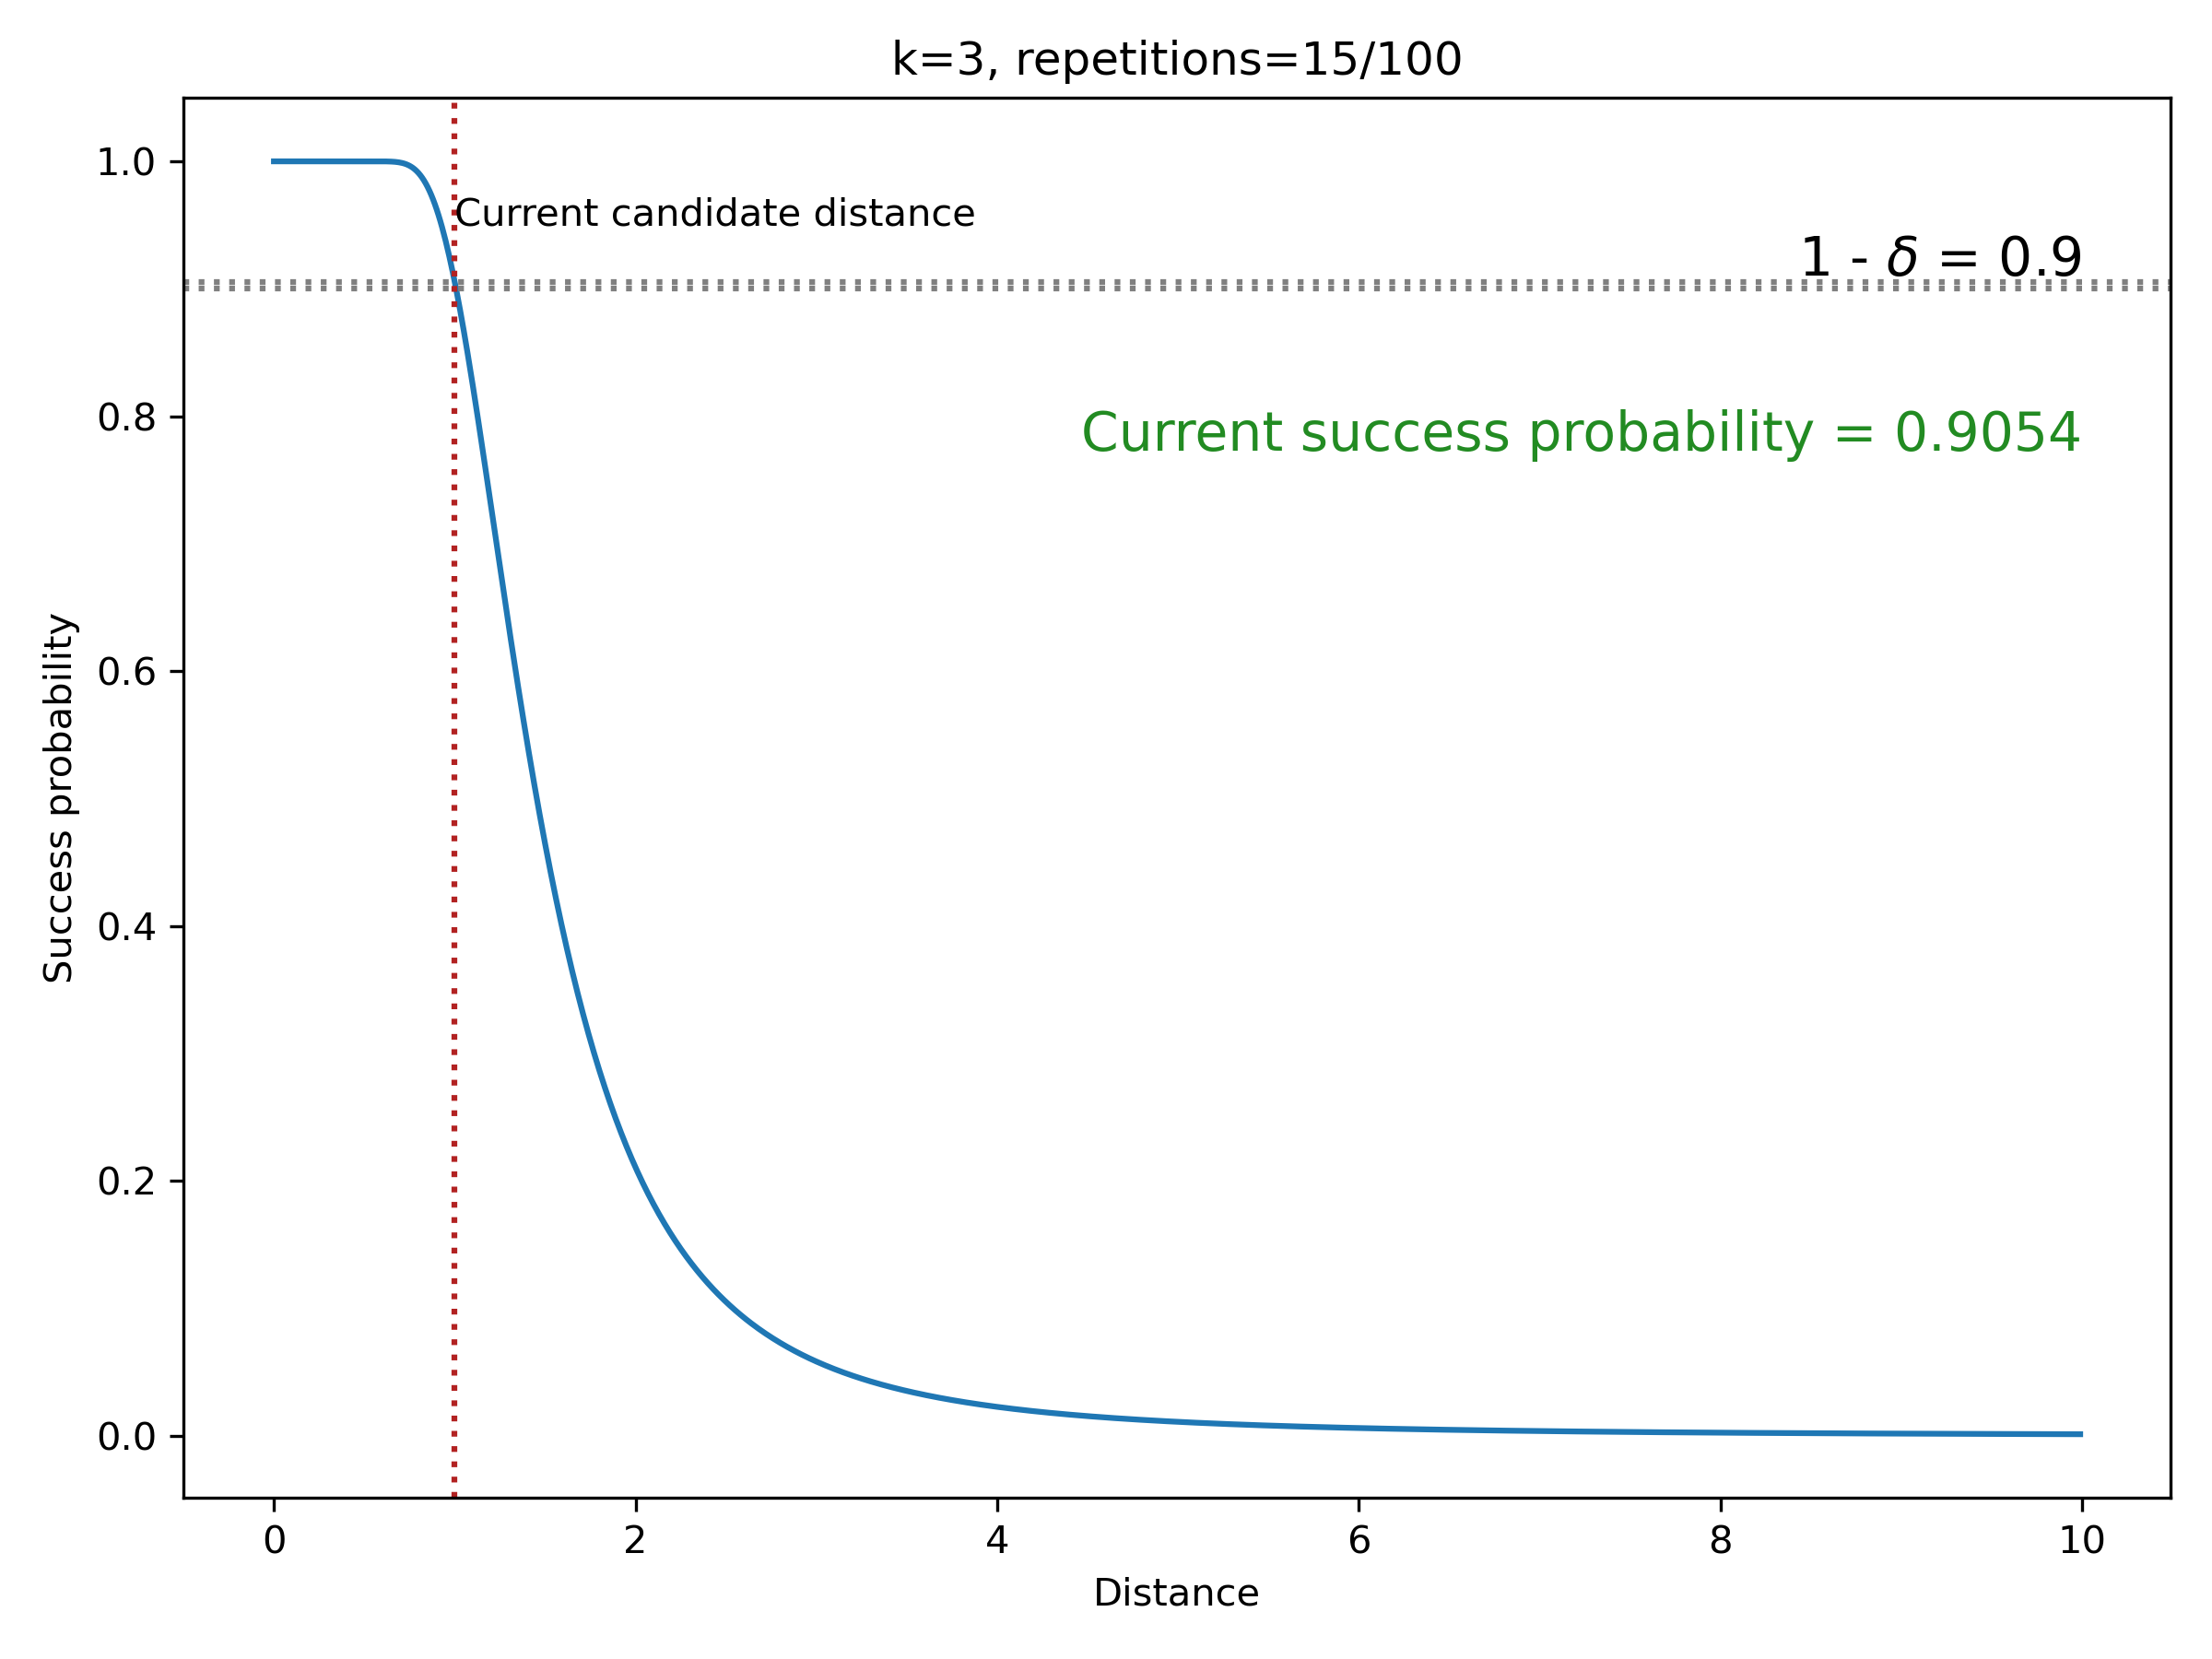 k=3, repetitions=15/100
1.0
0.8
0.6
0.4
0.2
0.0
Success probability
Current candidate distance
1 - δ = 0.9
Current success probability = 0.9054
0
2
4
6
8
10
Distance